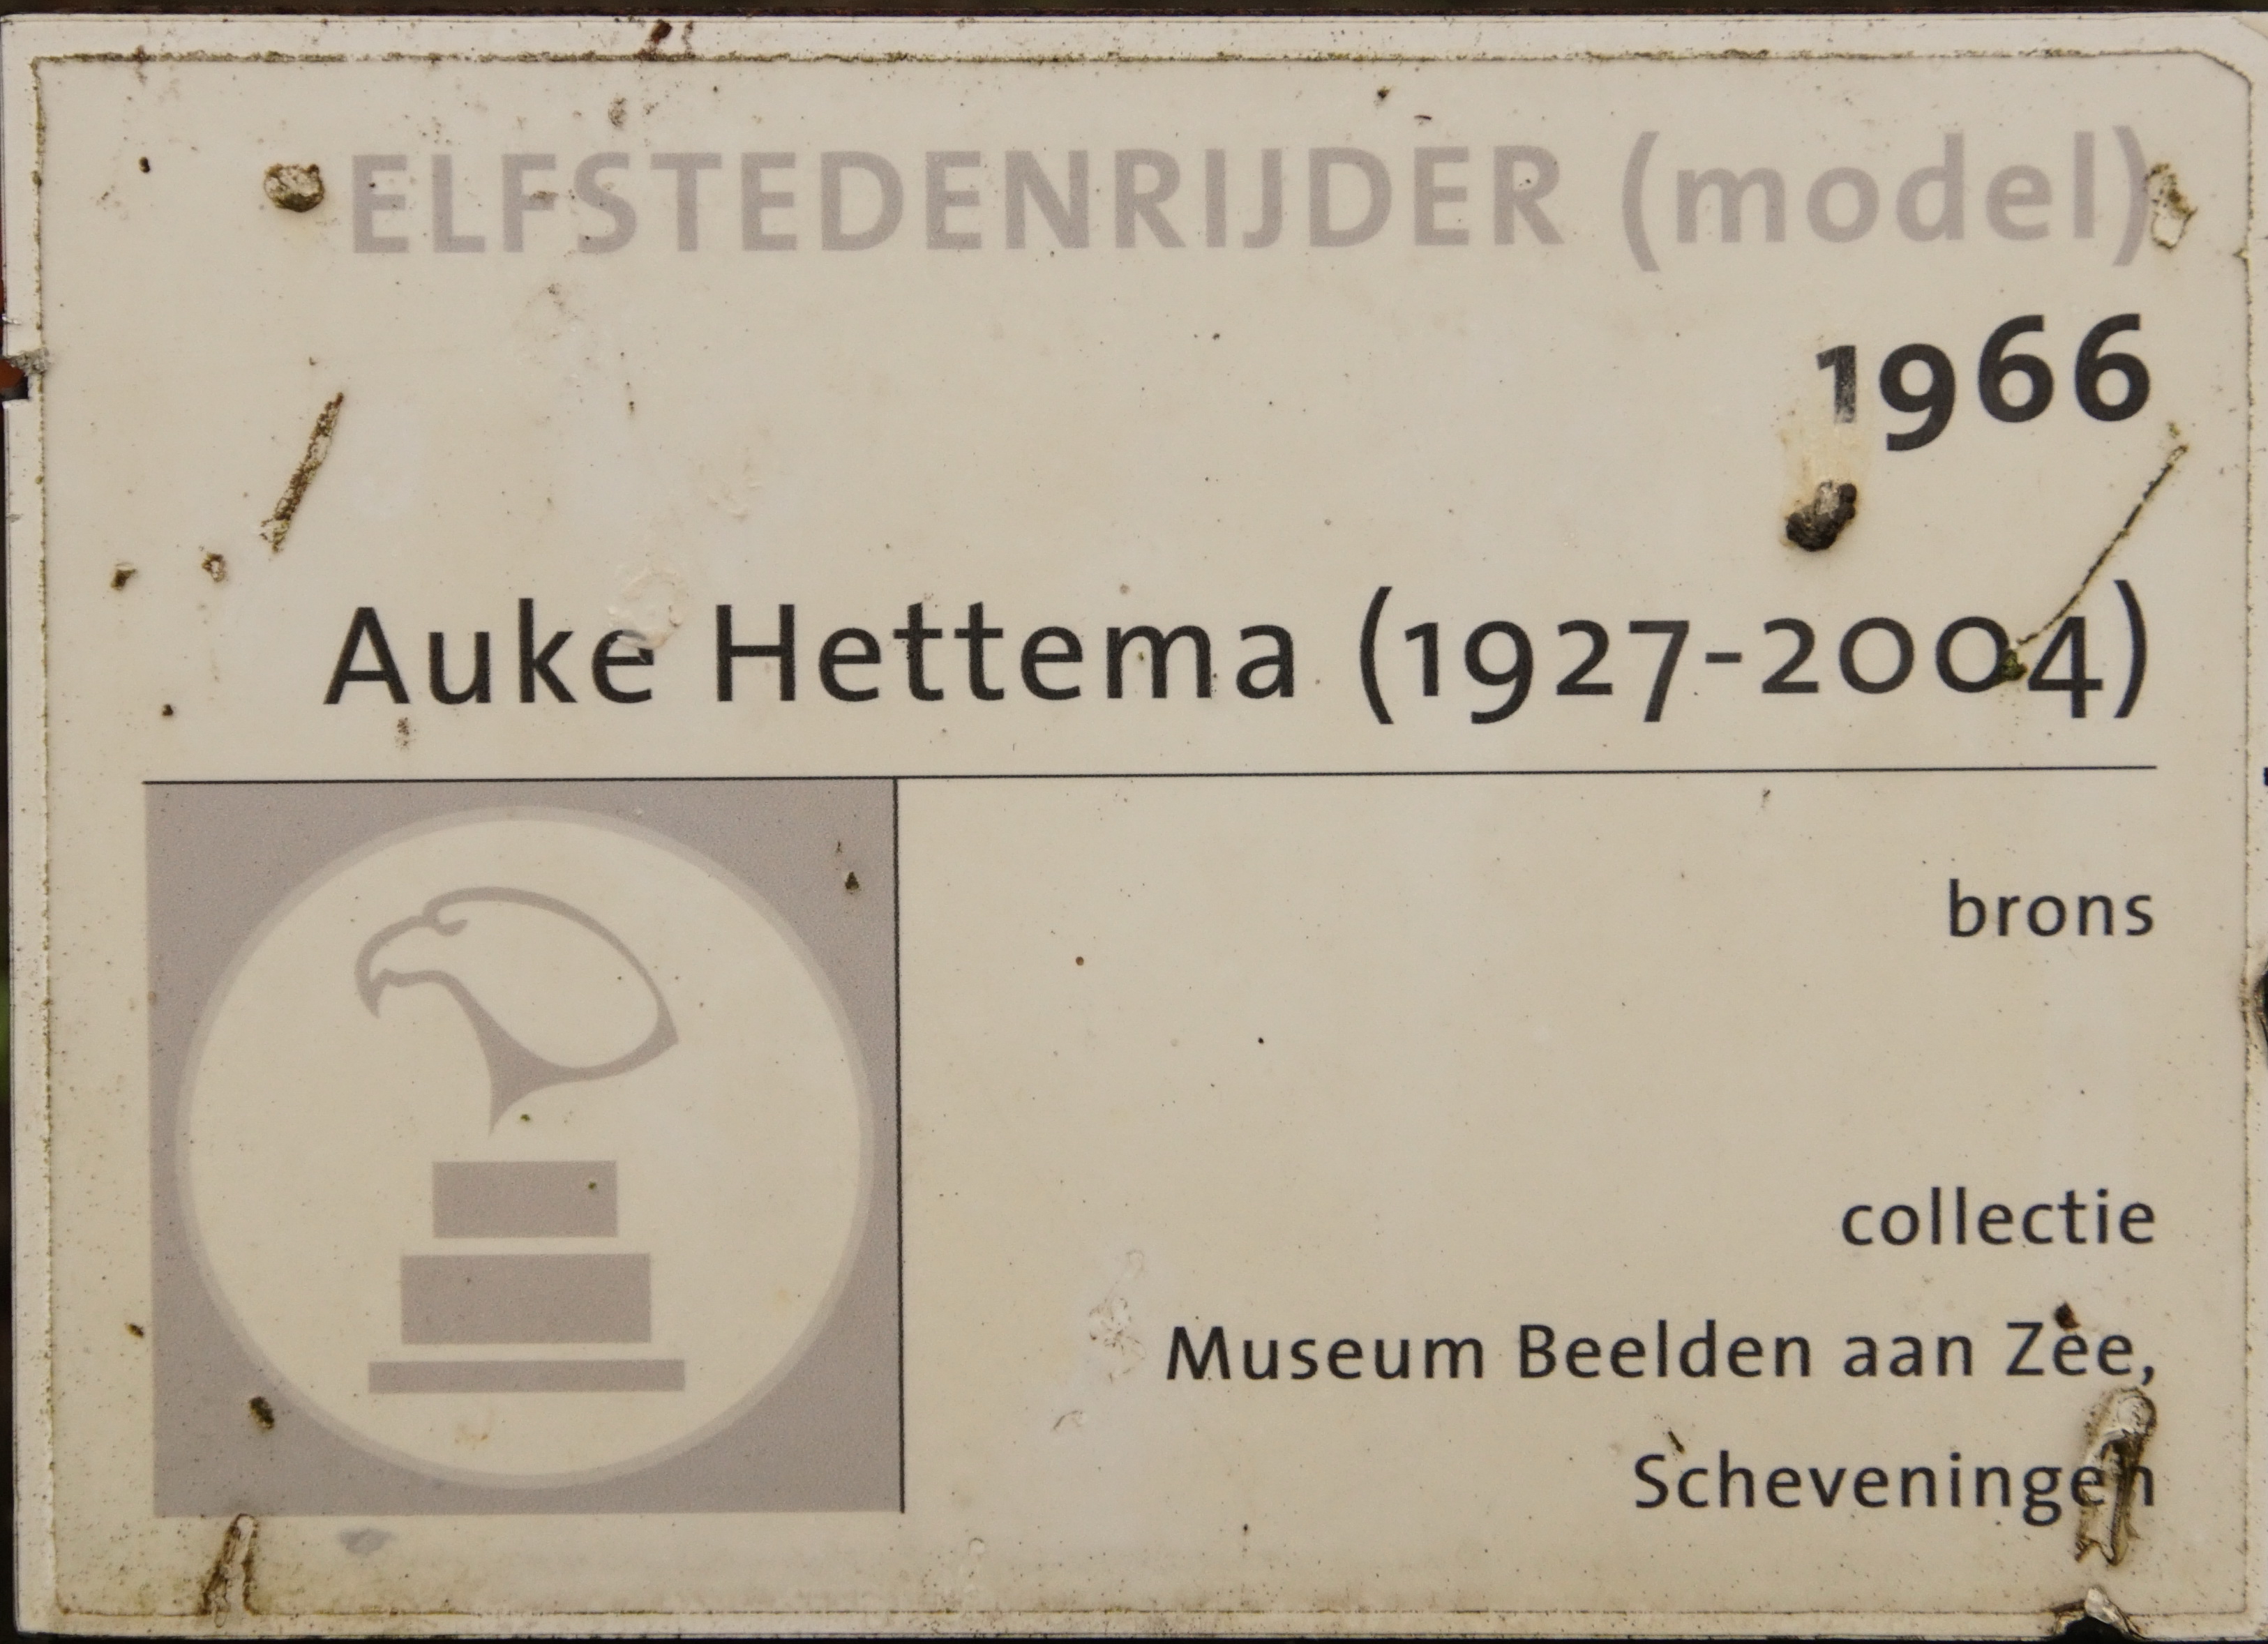 ELFSTEDENRIJDER (model)
1966
Auke Hettema (1927-2004)
brons
collectie
Museum Beelden aan Zee,
Scheveningen